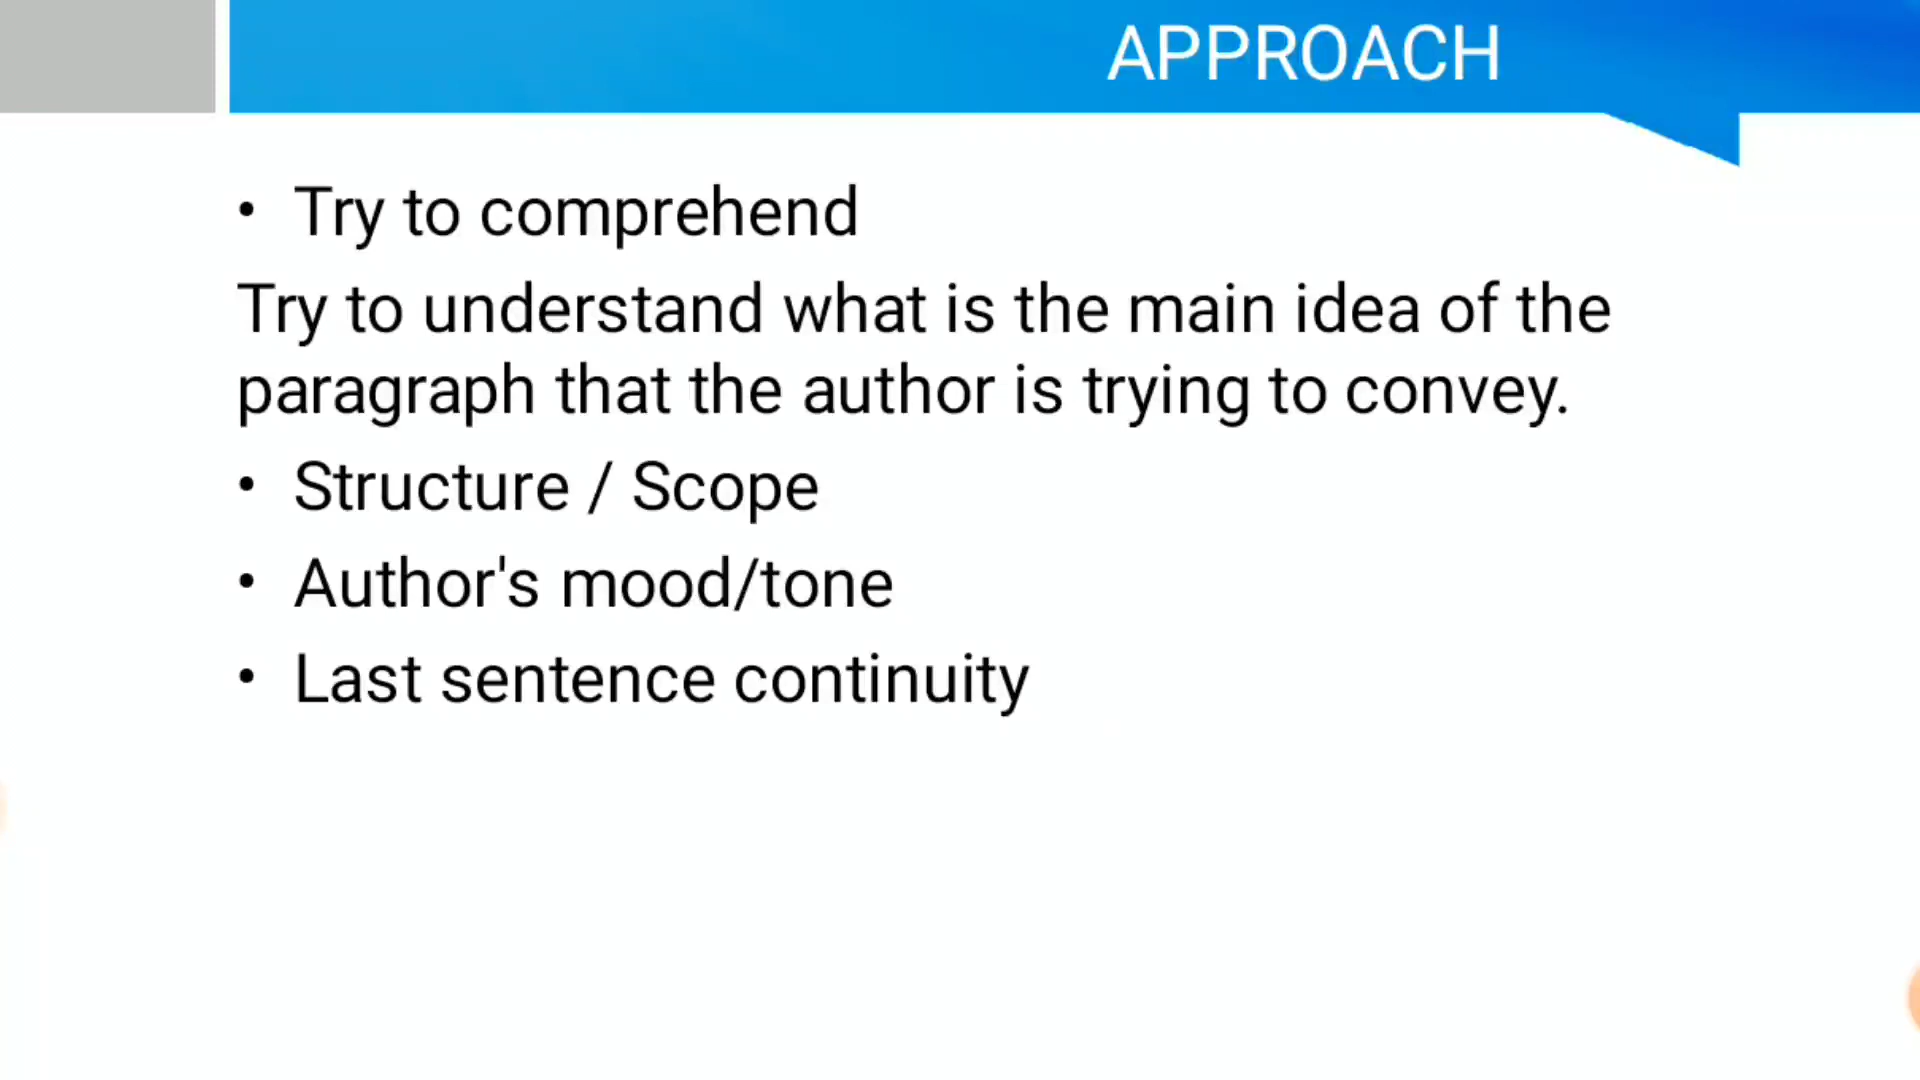 APPROACH
• Try to comprehend
Try to understand what is the main idea of the
paragraph that the author is trying to convey.
• Structure / Scope
• Author's mood/tone
• Last sentence continuity